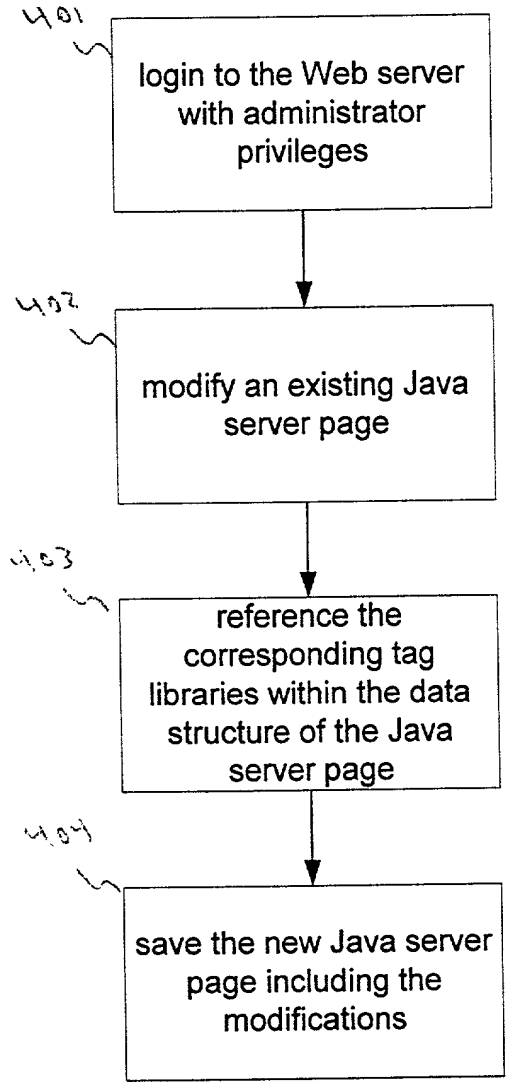 401
login to the Web server
with administrator
privileges
402
modify an existing Java
server page
403
reference the
corresponding tag
libraries within the data
structure of the Java
server page
404
save the new Java server
page including the
modifications